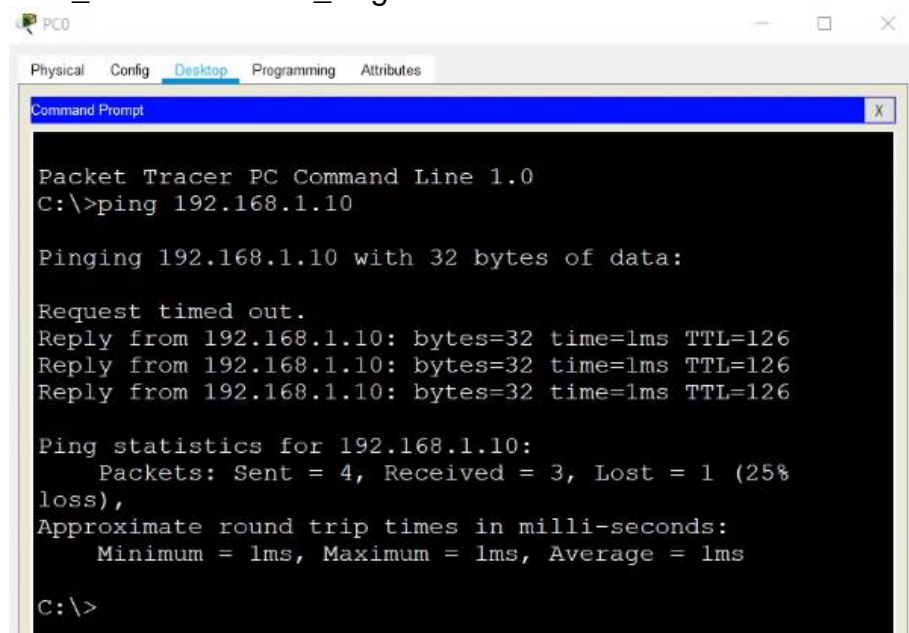 PC0
Physical Config Desktop Programming Attributes
Command Prompt X
Packet Tracer PC Command Line 1.0
C:\>ping 192.168.1.10
Pinging 192.168.1.10 with 32 bytes of data:
Request timed out.
Reply from 192.168.1.10: bytes=32 time=1ms TTL=126
Reply from 192.168.1.10: bytes=32 time=1ms TTL=126
Reply from 192.168.1.10: bytes=32 time=1ms TTL=126
Ping statistics for 192.168.1.10:
Packets: Sent = 4, Received = 3, Lost = 1 (25%
loss),
Approximate round trip times in milli-seconds:
Minimum = 1ms, Maximum = 1ms, Average = 1ms
C:\>